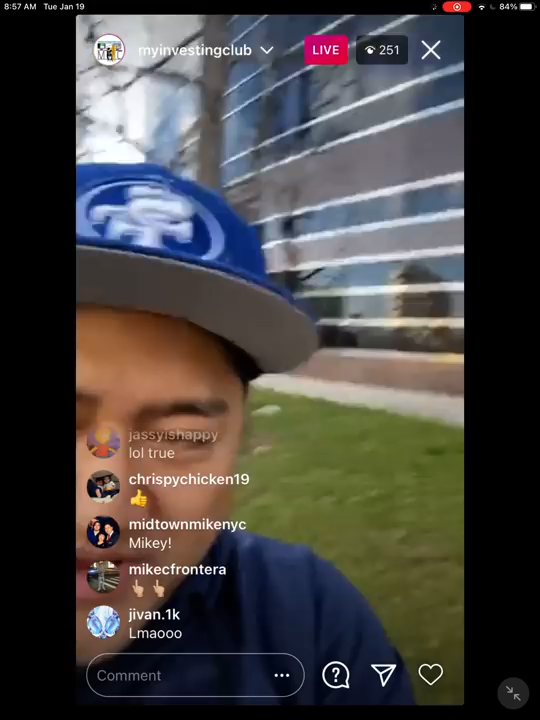 8:57 AM Tue Jan 19
84%
myinvestingclub
LIVE
251
jassyishappy
lol true
chrispychicken19
👍
midtownmikenyc
Mikey!
mikecfrontera
👆🏼👆🏼
jivan.1k
Lmaooo
Comment